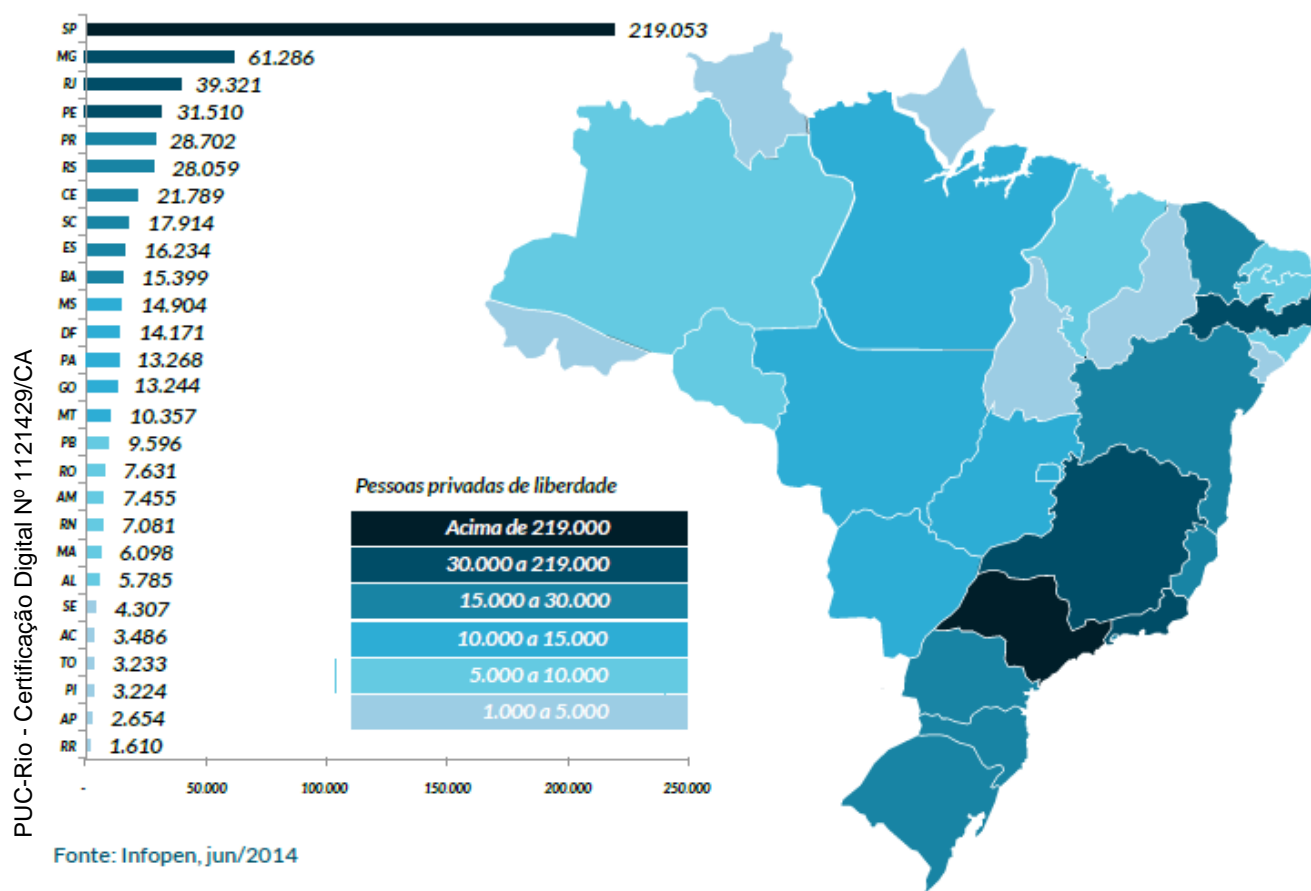 SP 219.053
MG 61.286
RJ 39.321
PE 31.510
PR 28.702
RS 28.059
CE 21.789
SC 17.914
ES 16.234
BA 15.399
MS 14.904
DF 14.171
PA 13.268
GO 13.244
MT 10.357
PB 9.596
RO 7.631
AM 7.455
RN 7.081
MA 6.098
AL 5.785
SE 4.307
AC 3.486
TO 3.233
PI 3.224
AP 2.654
RR 1.610
- 50.000 100.000 150.000 200.000 250.000
Pessoas privadas de liberdade
Acima de 219.000
30.000 a 219.000
15.000 a 30.000
10.000 a 15.000
5.000 a 10.000
1.000 a 5.000
Fonte: Infopen, jun/2014
PUC-Rio - Certificação Digital Nº 1121429/CA